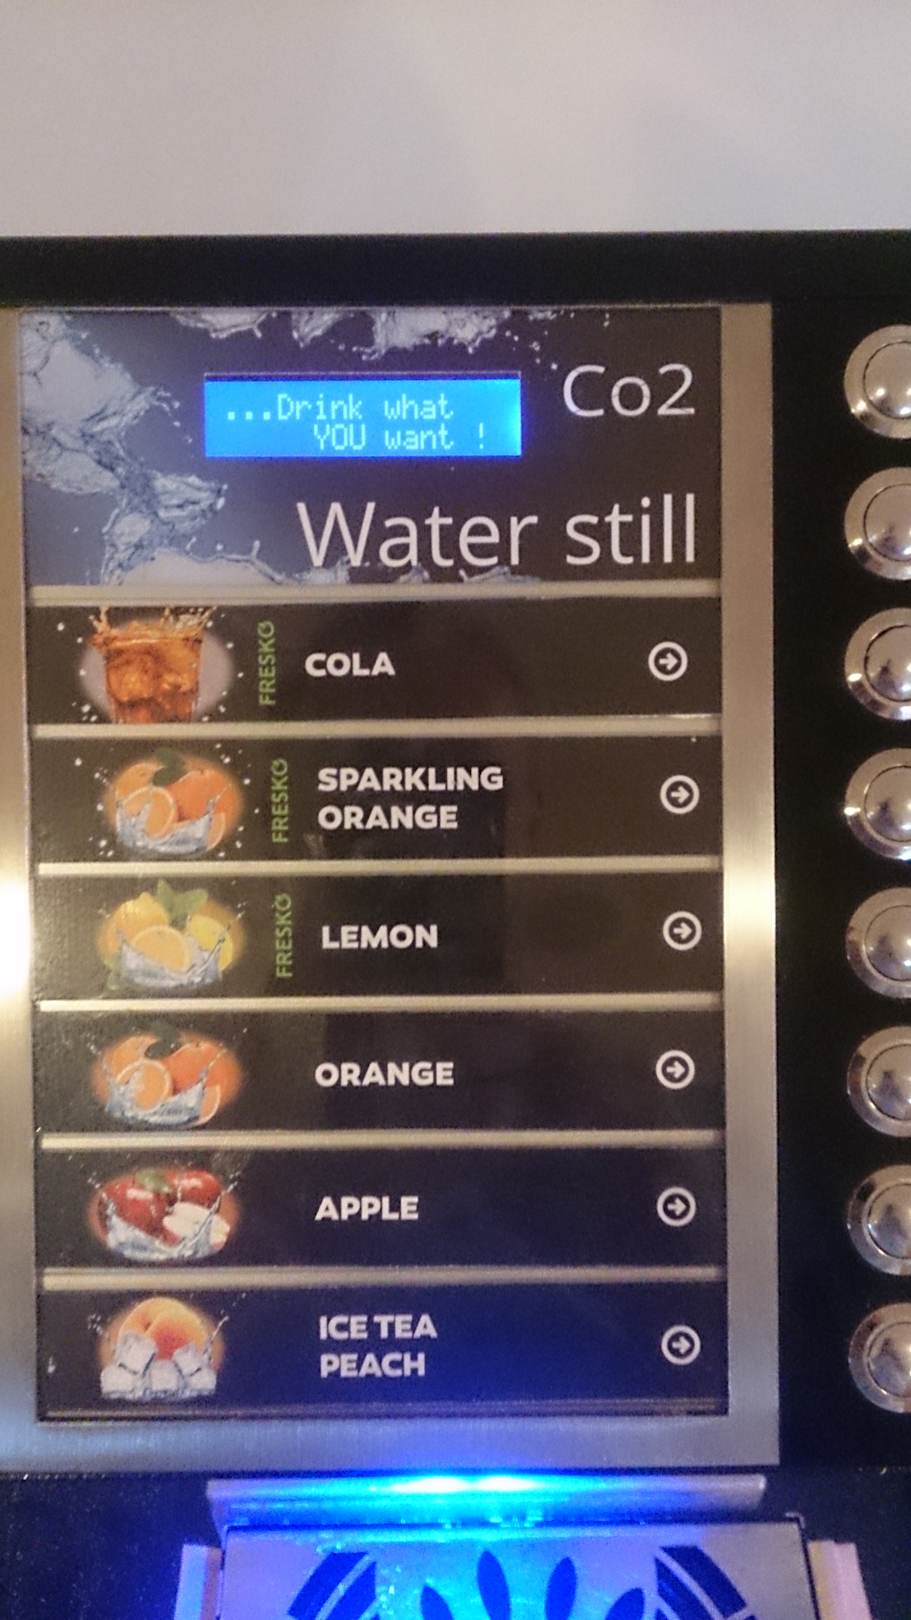 ...Drink what
YOU want !
Co2
Water still
FRESKO
COLA
FRESKO
SPARKLING
ORANGE
FRESKO
LEMON
ORANGE
APPLE
ICE TEA
PEACH